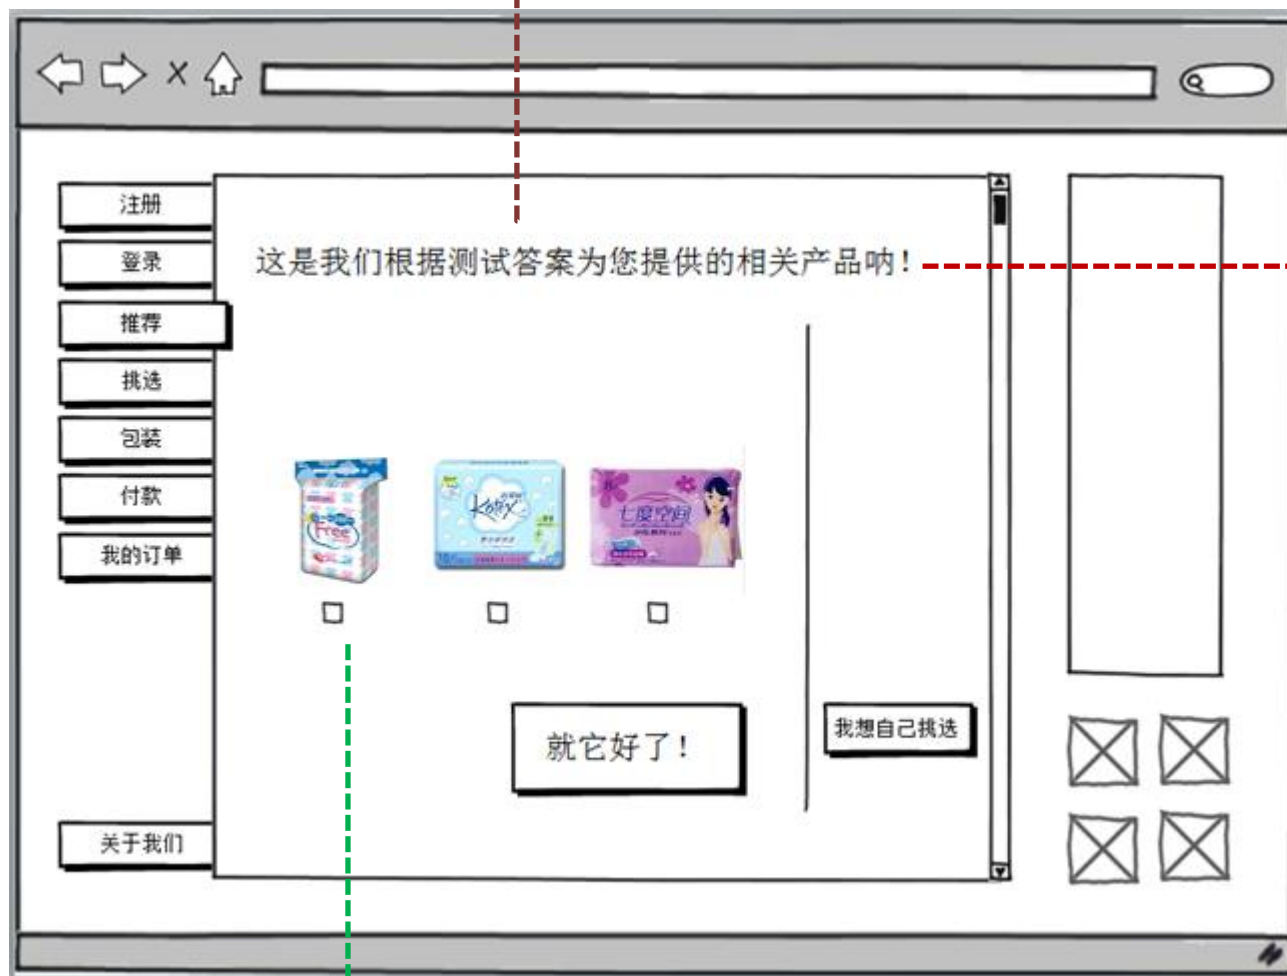 注册
登录
推荐
挑选
包装
付款
我的订单
关于我们
这是我们根据测试答案为您提供的相关产品呐!
Free
Kotex
七度空间
就它好了!
我想自己挑选